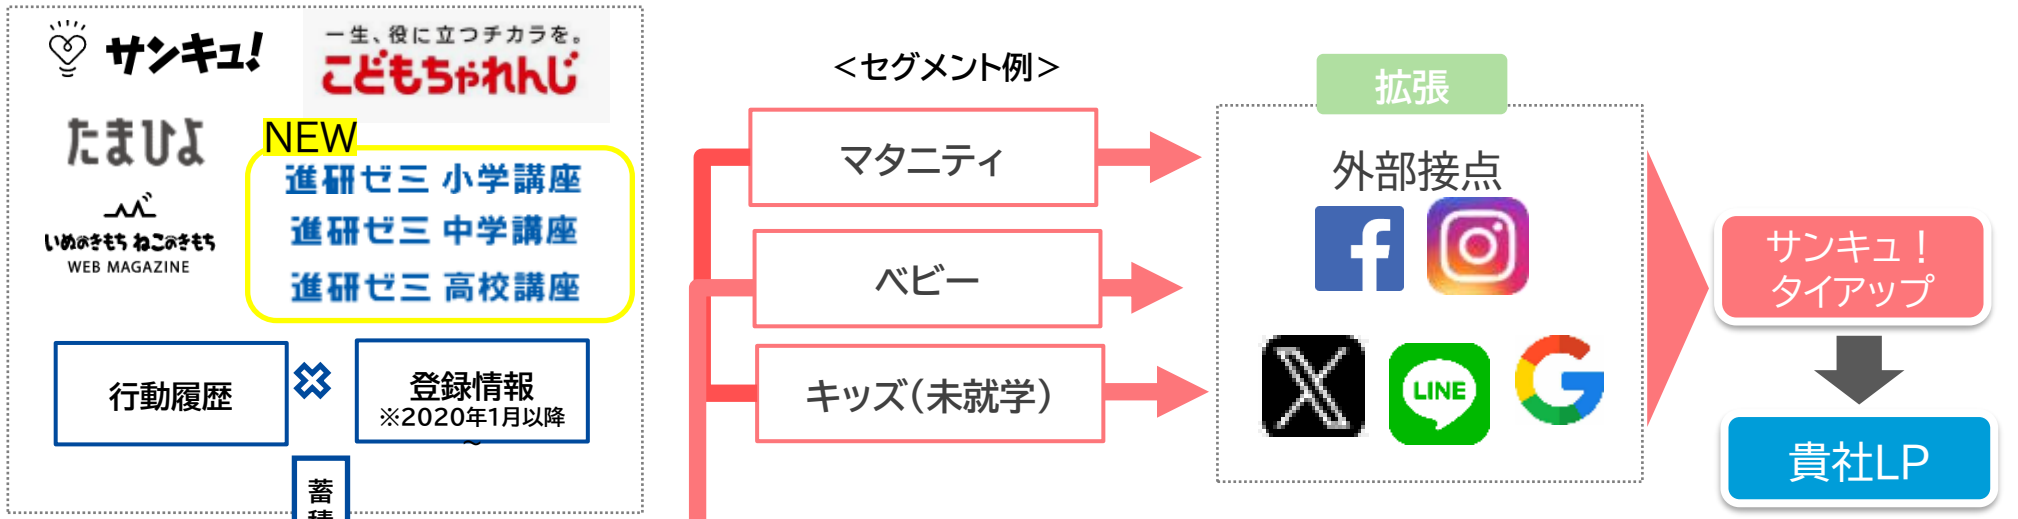 サンキュ!
一生、役に立つチカラを。
こどもちゃれんじ
たまひよ
NEW
進研ゼミ 小学講座
進研ゼミ 中学講座
進研ゼミ 高校講座
いぬのきもち ねこのきもち
WEB MAGAZINE
行動履歴
登録情報
※2020年1月以降
~
蓄
積
<セグメント例>
マタニティ
ベビー
キッズ(未就学)
拡張
外部接点
LINE
サンキュ!
タイアップ
貴社LP